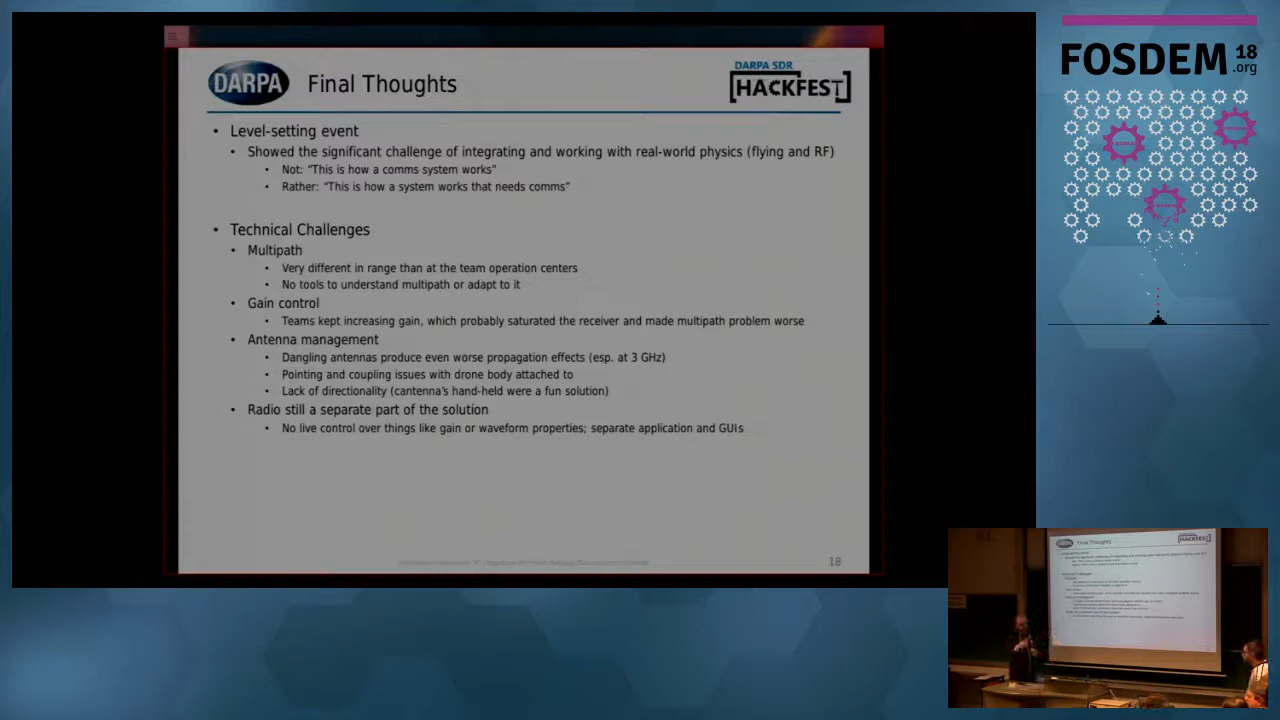 DARPA
Final Thoughts
DARPA SDR
HACKFEST
• Level-setting event
• Showed the significant challenge of integrating and working with real-world physics (flying and RF)
• Not: “This is how a comms system works”
• Rather: “This is how a system works that needs comms”
• Technical Challenges
• Multipath
• Very different in range than at the team operation centers
• No tools to understand multipath or adapt to it
• Gain control
• Teams kept increasing gain, which probably saturated the receiver and made multipath problem worse
• Antenna management
• Dangling antennas produce even worse propagation effects (esp. at 3 GHz)
• Pointing and coupling issues with drone body attached to
• Lack of directionality (cantenna’s hand-held were a fun solution)
• Radio still a separate part of the solution
• No live control over things like gain or waveform properties; separate application and GUIs
18
FOSDEM 18
.org
Final Thoughts
HACKFEST